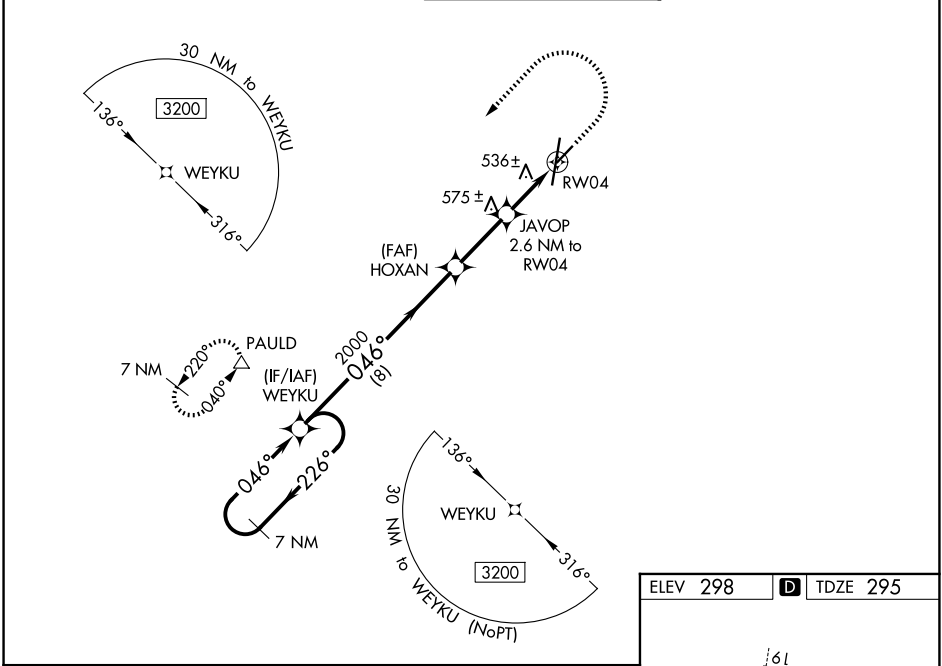 30 NM to WEYKU
3200
136°
WEYKU
316°
536±
RW04
575 ±
JAVOP
2.6 NM to
RW04
(FAF)
HOXAN
PAULD
7 NM
220°
040°
2000
046°
(8)
(IF/IAF)
WEYKU
046°
226°
7 NM
136°
WEYKU
316°
3200
30 NM to WEYKU (NoPT)
ELEV 298
D
TDZE 295
19